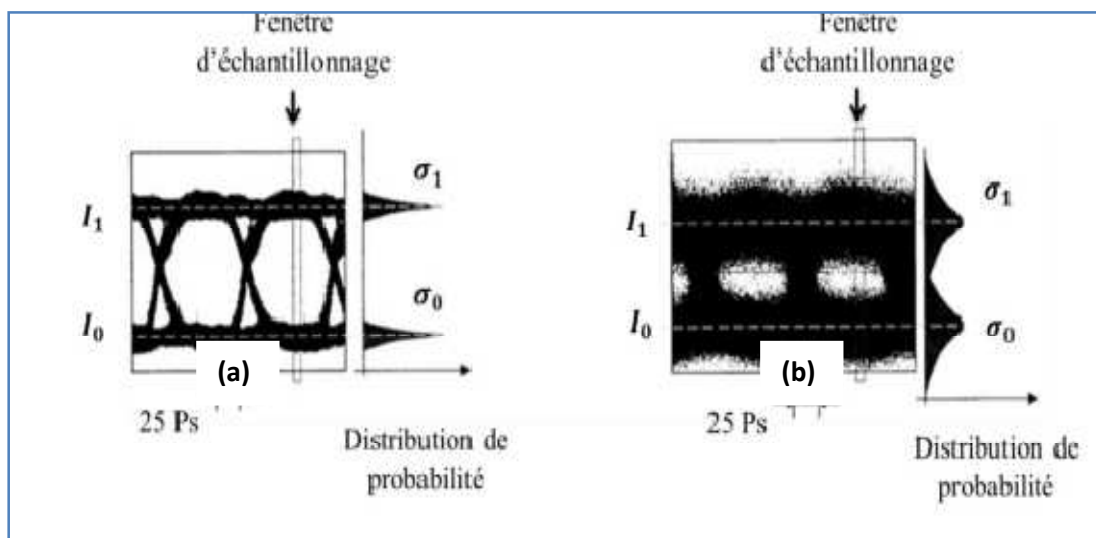 Fenêtre
d'échantillonnage
σ₁
I₁
σ₀
I₀
(a)
25 Ps
Distribution de
probabilité
Fenêtre
d'échantillonnage
σ₁
I₁
I₀
σ₀
(b)
25 Ps
Distribution de
probabilité